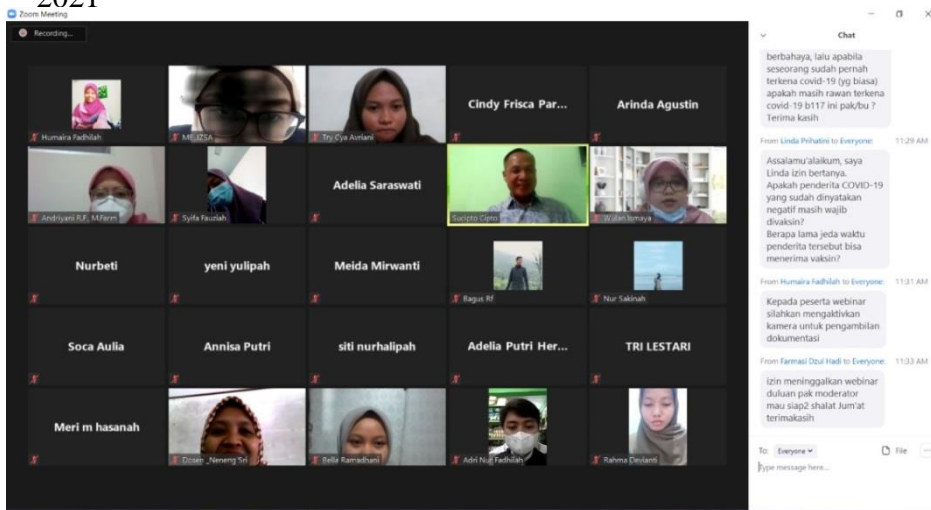 2021
Zoom Meeting
Recording...
Humaira Fadhilah
MELIZSA
Try Cya Avriani
Cindy Frisca Par...
Arinda Agustin
Andriyani R.F, M.Farm
Syifa Fauziah
Adelia Saraswati
Sucipto Cipto
Wulan Ismaya
Nurbeti
yeni yulipah
Meida Mirwanti
Bagus Rf
Nur Sakinah
Soca Aulia
Annisa Putri
siti nurhalipah
Adelia Putri Her...
TRI LESTARI
Meri m hasanah
Dosen_Neneng Sri
Bella Ramadhani
Adri Nur Fadhilah
Rahma Devianti
Chat
berbahaya, lalu apabila
seseorang sudah pernah
terkena covid-19 (yg biasa)
apakah masih rawan terkena
covid-19 b117 ini pak/bu ?
Terima kasih
From Linda Prihatini to Everyone: 11:29 AM
Assalamu'alaikum, saya
Linda izin bertanya.
Apakah penderita COVID-19
yang sudah dinyatakan
negatif masih wajib
divaksin?
Berapa lama jeda waktu
penderita tersebut bisa
menerima vaksin?
From Humaira Fadhilah to Everyone: 11:31 AM
Kepada peserta webinar
silahkan mengaktivkan
kamera untuk pengambilan
dokumentasi
From Farmasi Dzul Hadi to Everyone: 11:33 AM
izin meninggalkan webinar
duluan pak moderator
mau siap2 shalat Jum'at
terimakasih
To: Everyone File ...
Type message here...